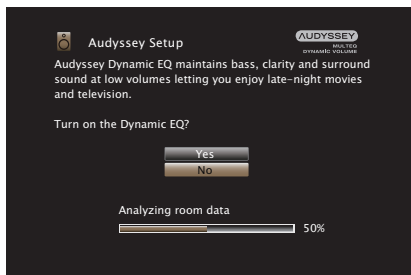 Audyssey Setup
AUDYSSEY
MULTEQ
DYNAMIC VOLUME
Audyssey Dynamic EQ maintains bass, clarity and surround
sound at low volumes letting you enjoy late-night movies
and television.
Turn on the Dynamic EQ?
Yes
No
Analyzing room data
50%